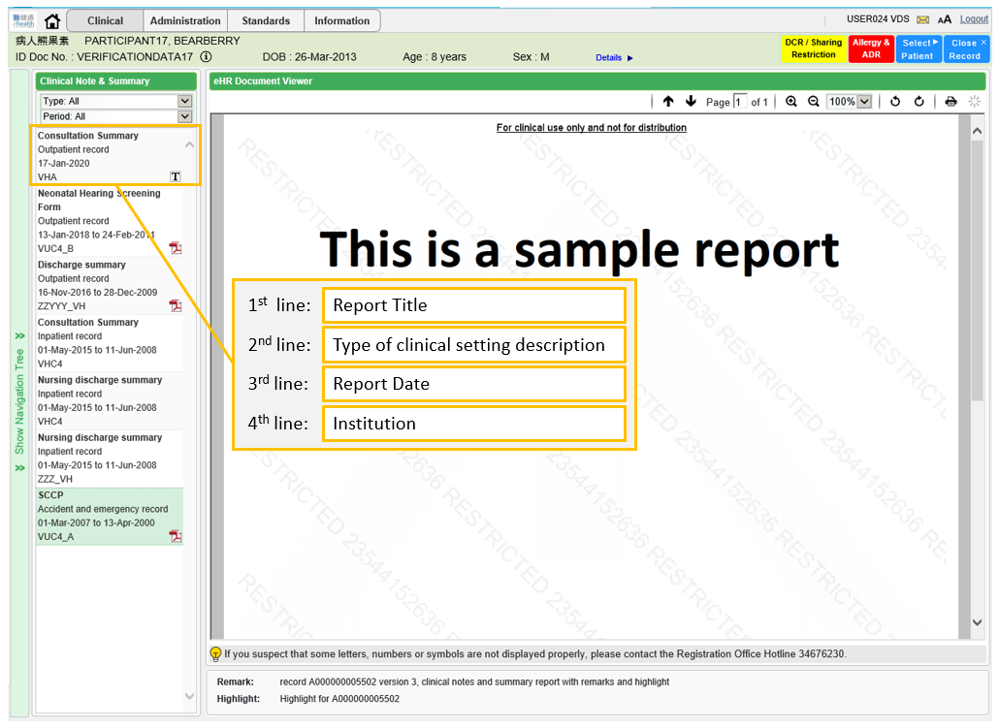 醫健通
eHealth
Clinical
Administration
Standards
Information
USER024 VDS
AA
Logout
病人熊果素 PARTICIPANT17, BEARBERRY
ID Doc No. : VERIFICATIONDATA17
DOB : 26-Mar-2013
Age : 8 years
Sex : M
Details
DCR / Sharing
Restriction
Allergy &
ADR
Select
Patient
Close ×
Record
Show Navigation Tree
Clinical Note & Summary
Type: All
Period: All
Consultation Summary
Outpatient record
17-Jan-2020
VHA
T
Neonatal Hearing Screening
Form
Outpatient record
13-Jan-2018 to 24-Feb-2011
VUC4_B
Discharge summary
Outpatient record
16-Nov-2016 to 28-Dec-2009
ZZYYY_VH
Consultation Summary
Inpatient record
01-May-2015 to 11-Jun-2008
VHC4
Nursing discharge summary
Inpatient record
01-May-2015 to 11-Jun-2008
VHC4
Nursing discharge summary
Inpatient record
01-May-2015 to 11-Jun-2008
ZZZ_VH
SCCP
Accident and emergency record
01-Mar-2007 to 13-Apr-2000
VUC4_A
eHR Document Viewer
Page 1 of 1
100%
For clinical use only and not for distribution
This is a sample report
1st line: Report Title
2nd line: Type of clinical setting description
3rd line: Report Date
4th line: Institution
RESTRICTED 23544152636 RESTRICTED 23544152636
If you suspect that some letters, numbers or symbols are not displayed properly, please contact the Registration Office Hotline 34676230.
Remark: record A000000005502 version 3, clinical notes and summary report with remarks and highlight
Highlight: Highlight for A000000005502